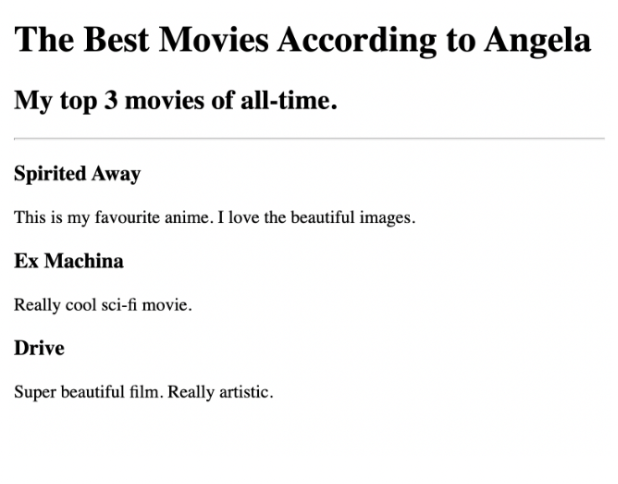 The Best Movies According to Angela
My top 3 movies of all-time.
Spirited Away
This is my favourite anime. I love the beautiful images.
Ex Machina
Really cool sci-fi movie.
Drive
Super beautiful film. Really artistic.